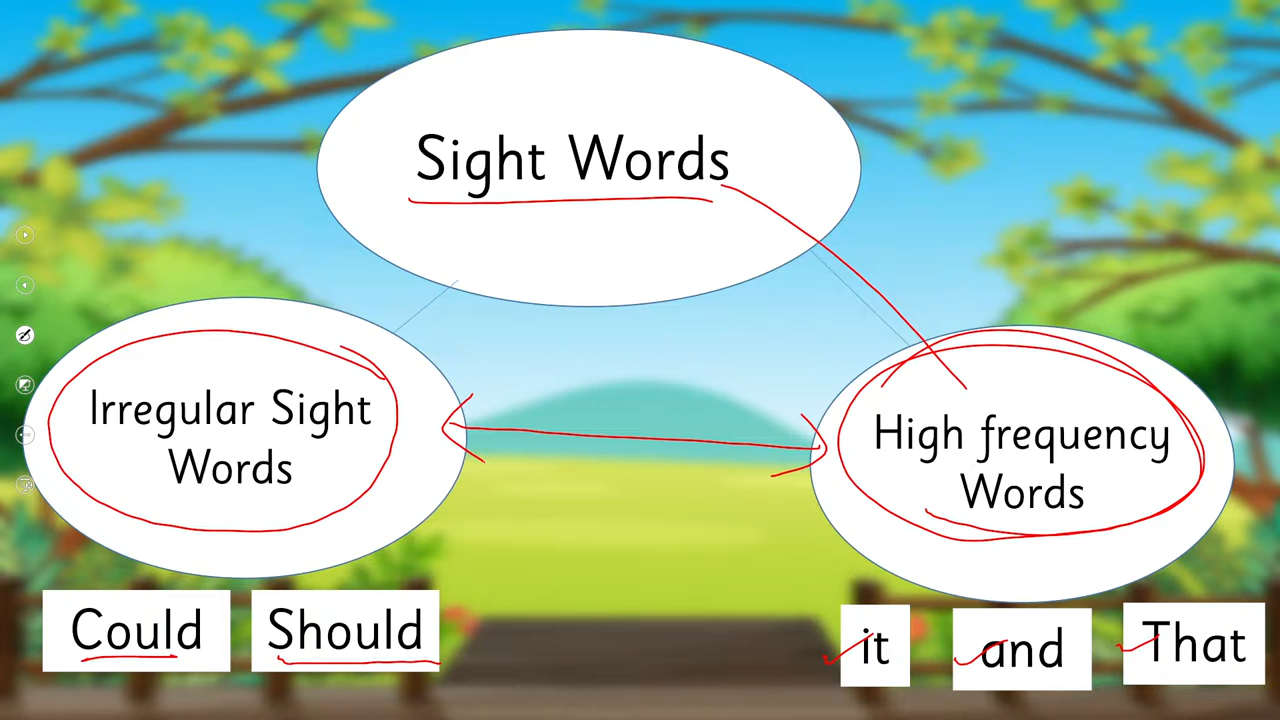 Sight Words
Irregular Sight
Words
High frequency
Words
Could
Should
it
and
That